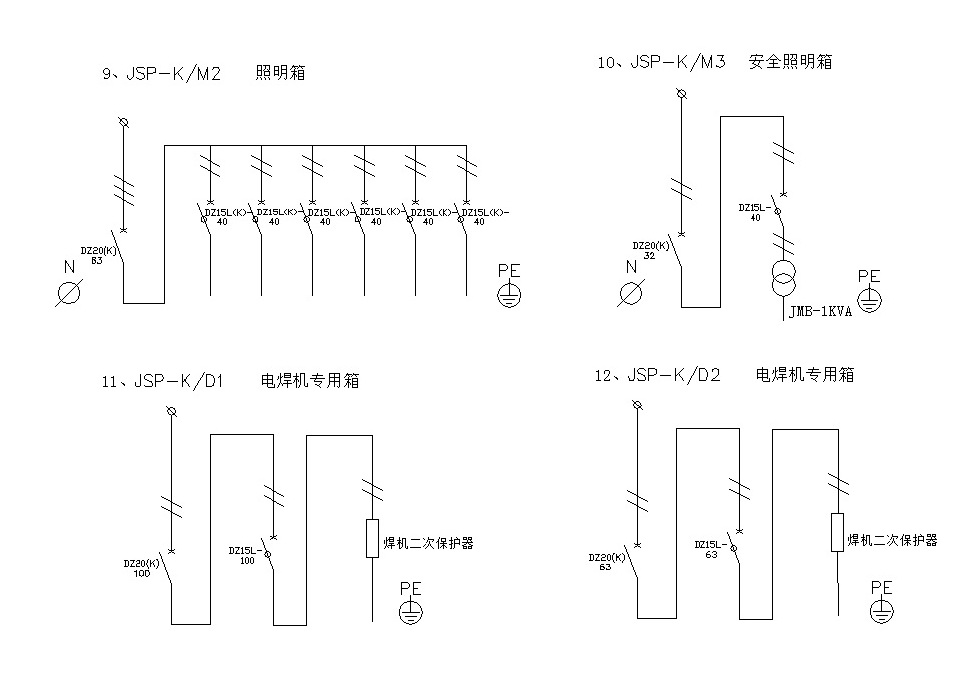 9、JSP-K/M2 照明箱
DZ20(K)
63
DZ15L(K)-
40
DZ15L(K)-
40
DZ15L(K)-
40
DZ15L(K)-
40
DZ15L(K)-
40
DZ15L(K)-
40
N
PE
10、JSP-K/M3 安全照明箱
DZ20(K)
32
DZ15L-
40
N
PE
JMB-1KVA
11、JSP-K/D1 电焊机专用箱
DZ20(K)
100
DZ15L-
100
焊机二次保护器
PE
12、JSP-K/D2 电焊机专用箱
DZ20(K)
63
DZ15L-
63
焊机二次保护器
PE